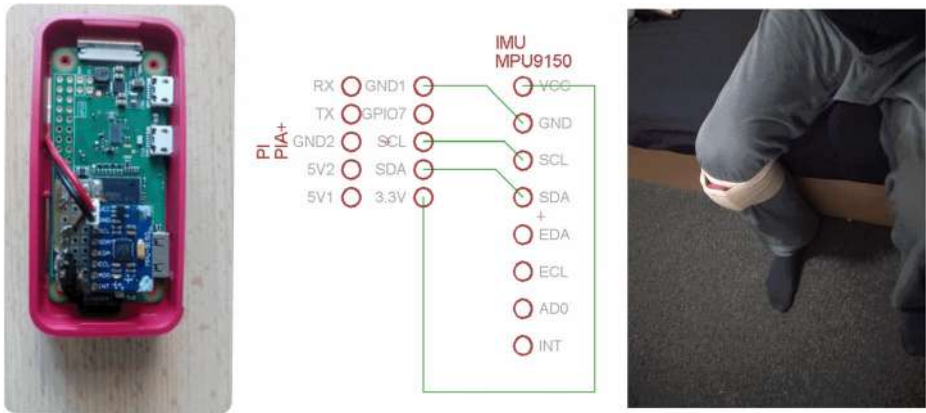 IMU
MPU9150
PI
PIA+
RX GND1
TX GPIO7
GND2 SCL
5V2 SDA
5V1 3.3V
VCC
GND
SCL
SDA
+
EDA
ECL
AD0
INT